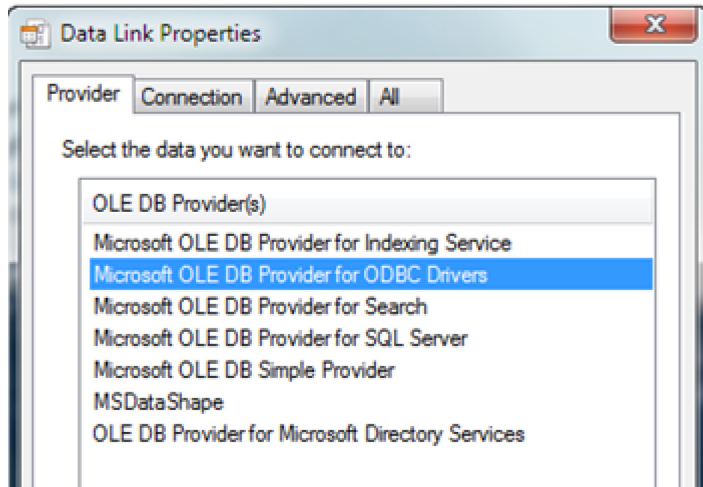 Data Link Properties
Provider Connection Advanced All
Select the data you want to connect to:
OLE DB Provider(s)
Microsoft OLE DB Provider for Indexing Service
Microsoft OLE DB Provider for ODBC Drivers
Microsoft OLE DB Provider for Search
Microsoft OLE DB Provider for SQL Server
Microsoft OLE DB Simple Provider
MSDataShape
OLE DB Provider for Microsoft Directory Services